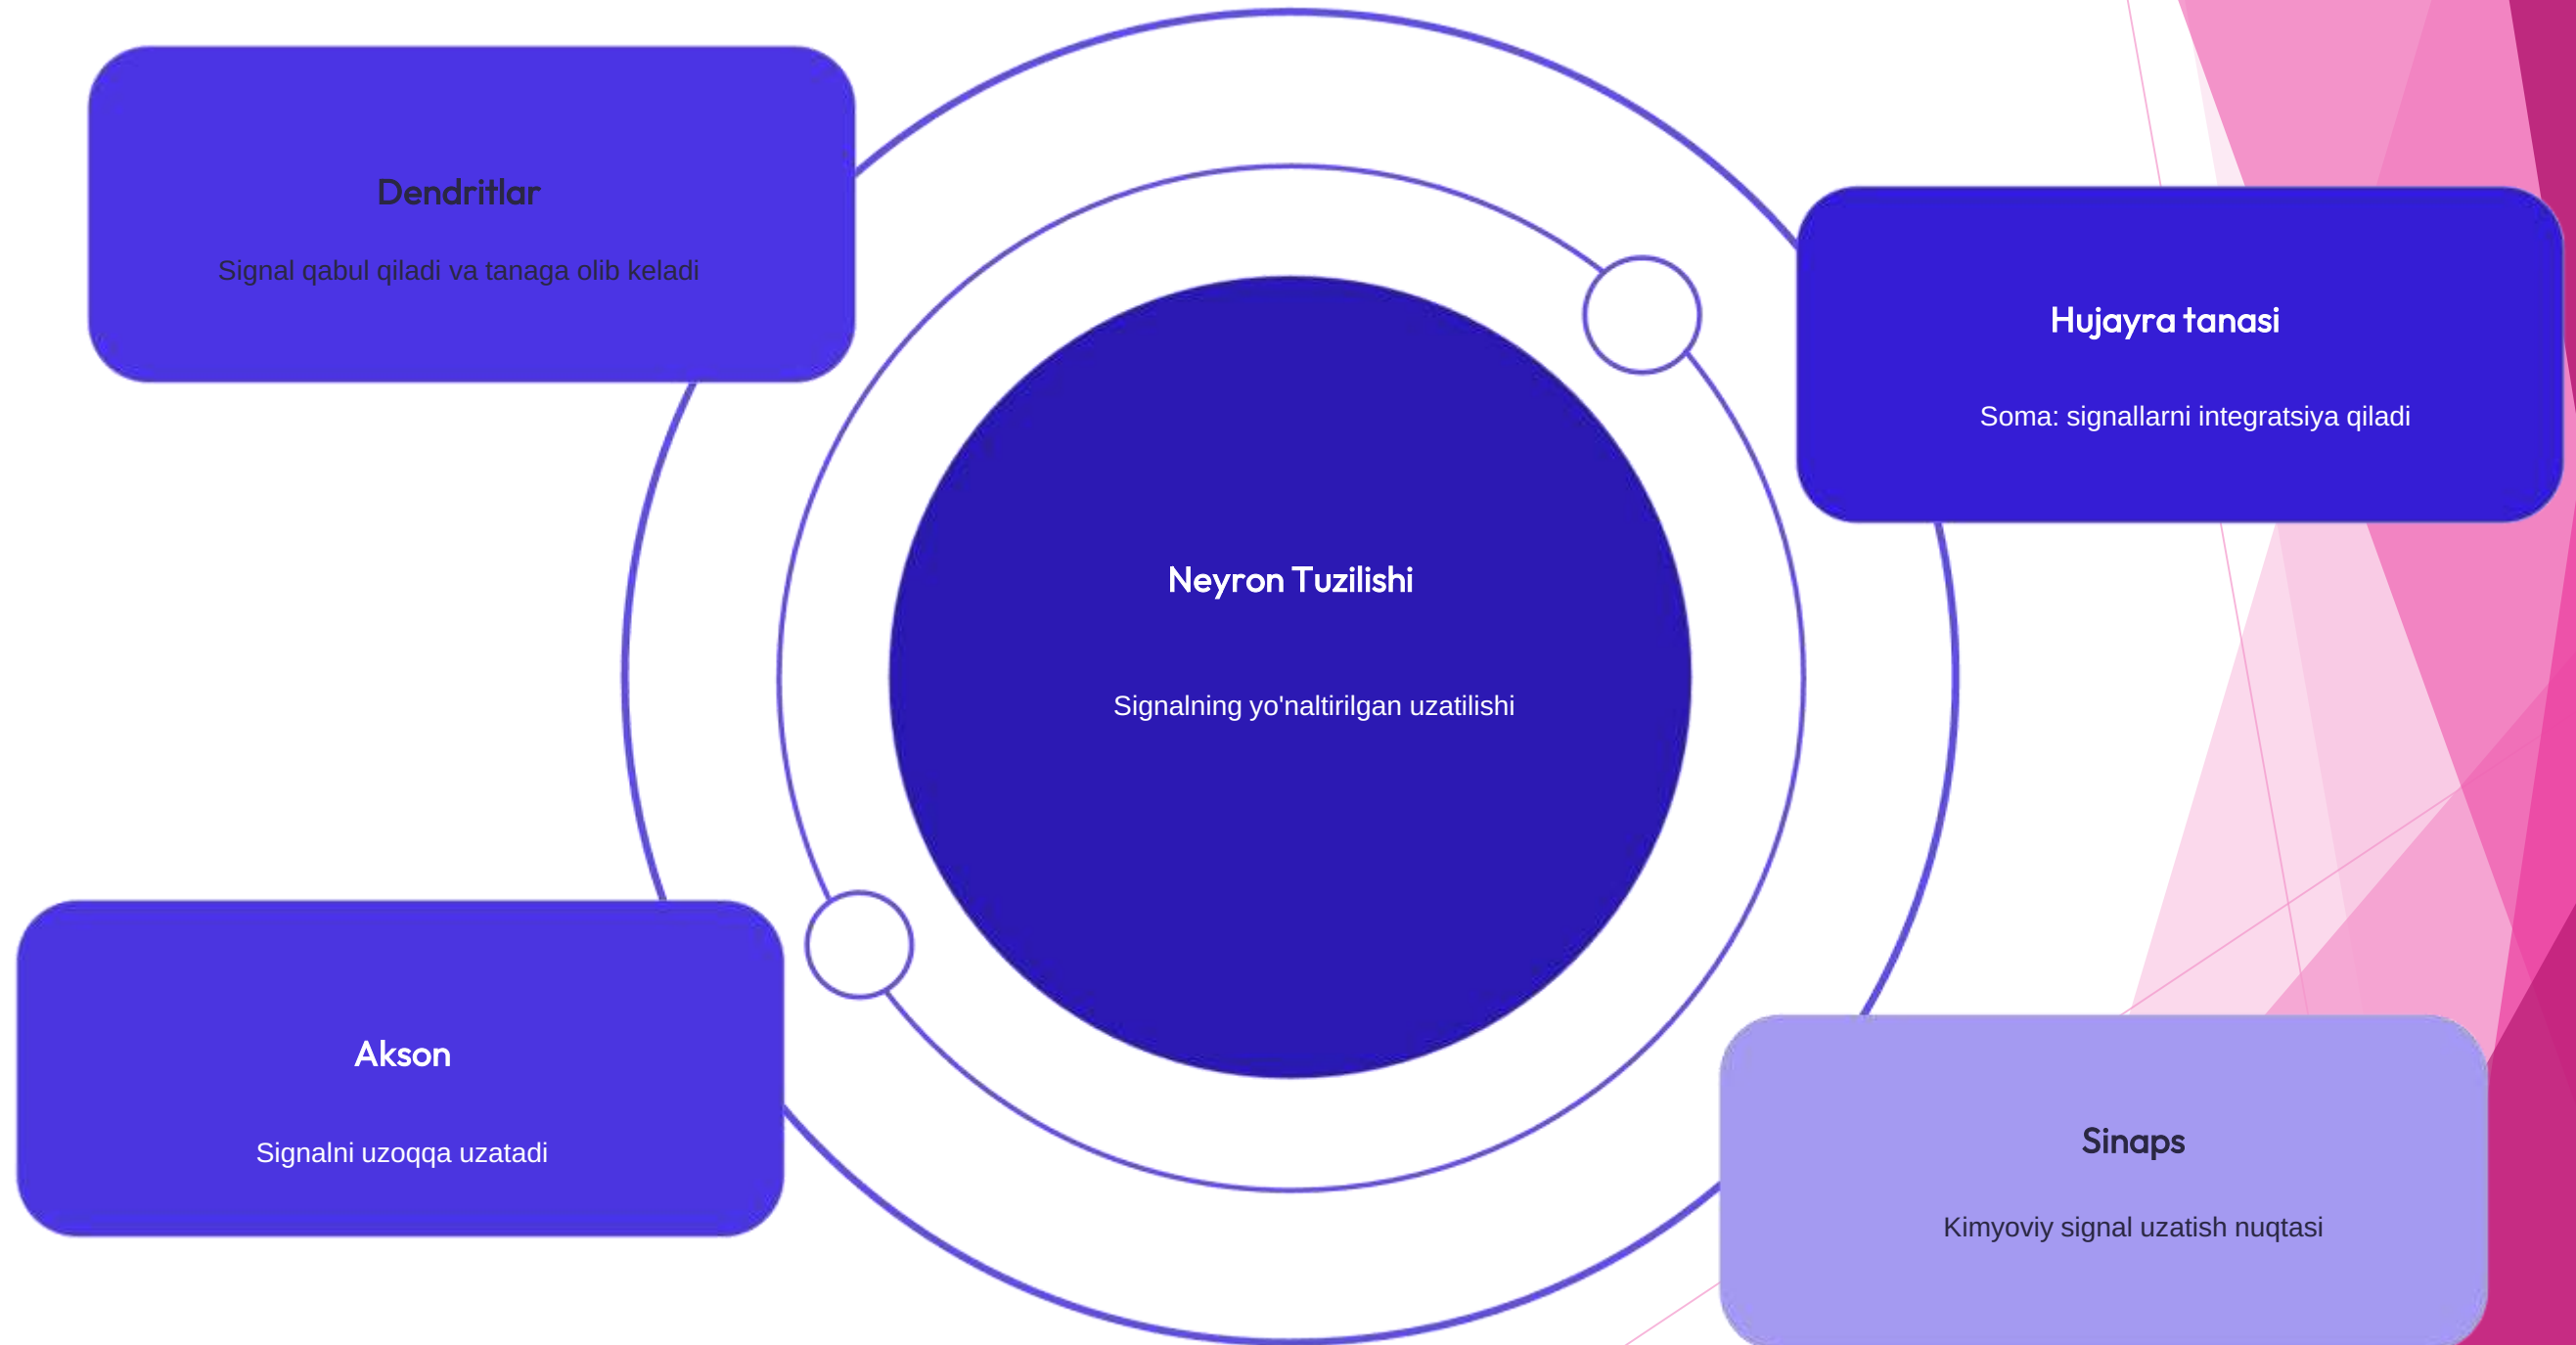 Dendritlar
Signal qabul qiladi va tanaga olib keladi
Hujayra tanasi
Soma: signallarni integratsiya qiladi
Neyron Tuzilishi
Signalning yo'naltirilgan uzatilishi
Akson
Signalni uzoqqa uzatadi
Sinaps
Kimyoviy signal uzatish nuqtasi